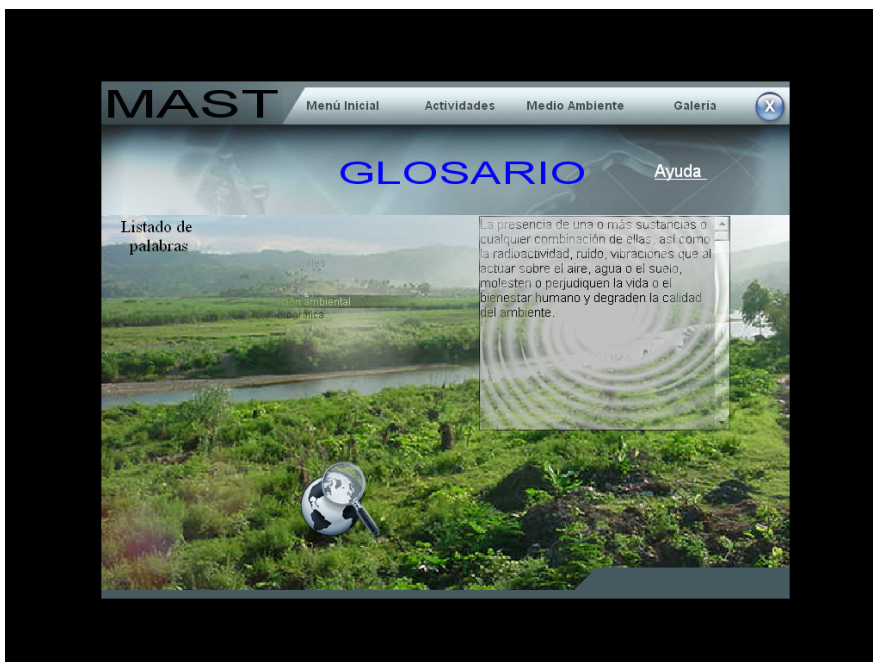 MAST
Menú Inicial
Actividades
Medio Ambiente
Galería
X
GLOSARIO
Ayuda
Listado de
palabras
ambiental
La presencia de una o más sustancias o
cualquier combinación de ellas, así como
la radioactividad, ruido, vibraciones que al
actuar sobre el aire, agua o el suelo,
molesten o perjudiquen la vida o el
bienestar humano y degraden la calidad
del ambiente.